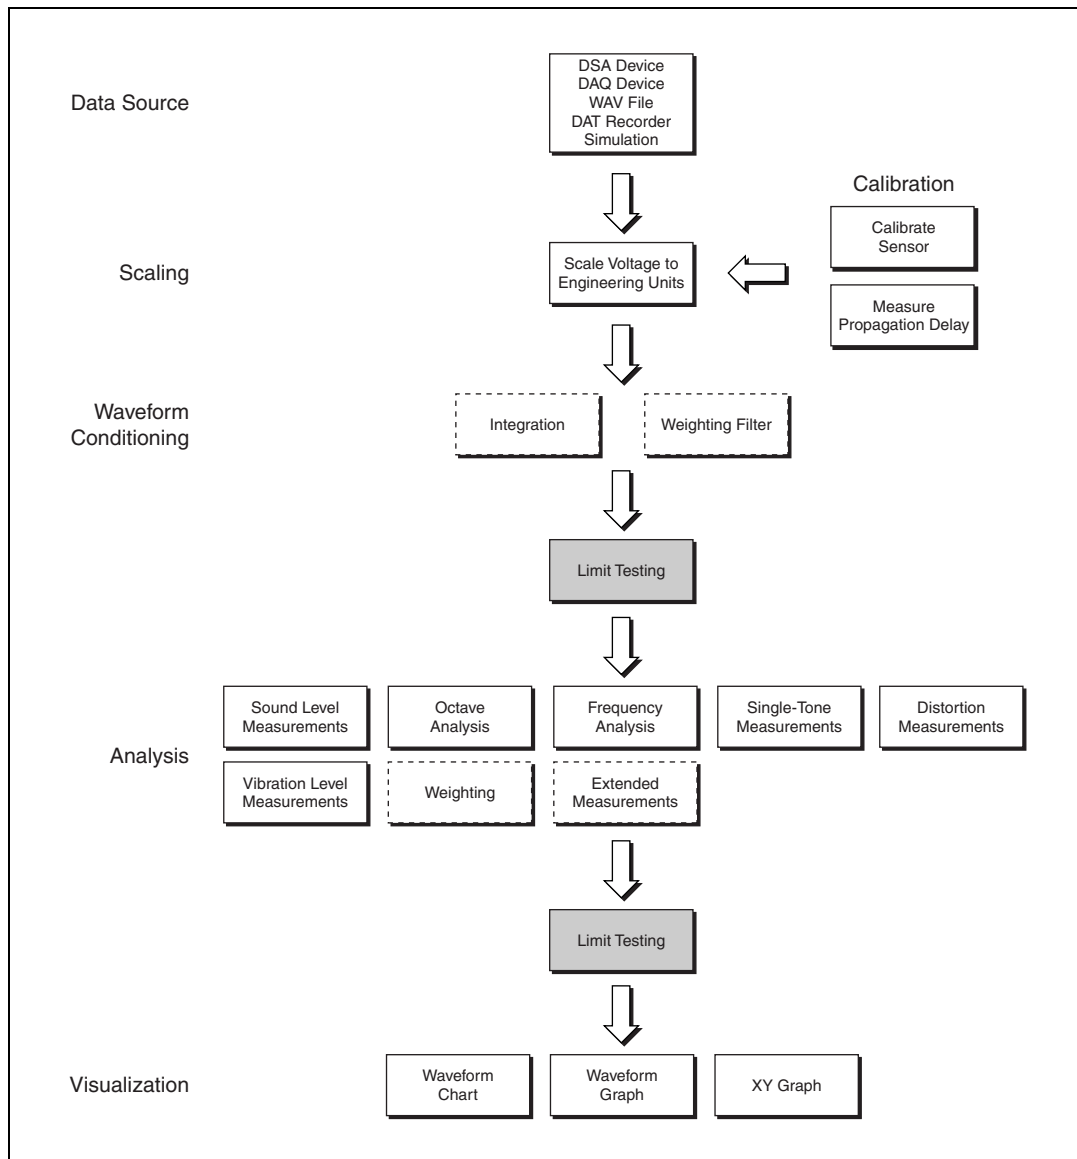 Data Source
DSA Device
DAQ Device
WAV File
DAT Recorder
Simulation
Calibration
Calibrate
Sensor
Measure
Propagation Delay
Scaling
Scale Voltage to
Engineering Units
Waveform
Conditioning
Integration
Weighting Filter
Limit Testing
Analysis
Sound Level
Measurements
Octave
Analysis
Frequency
Analysis
Single-Tone
Measurements
Distortion
Measurements
Vibration Level
Measurements
Weighting
Extended
Measurements
Limit Testing
Visualization
Waveform
Chart
Waveform
Graph
XY Graph